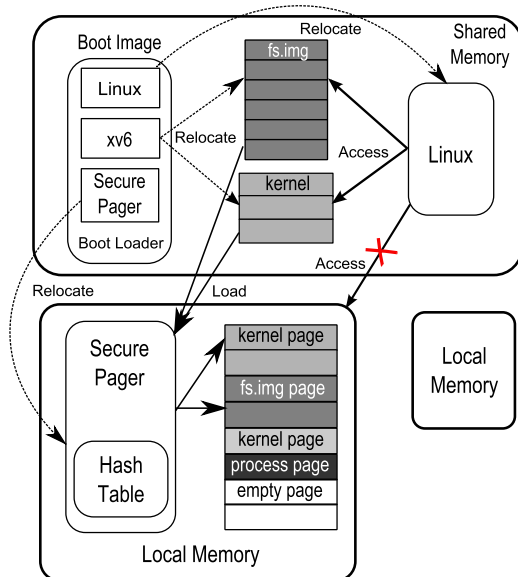 Boot Image
Relocate
Shared
Memory
fs.img
Linux
xv6
Relocate
Secure
Pager
Boot Loader
kernel
Access
Linux
Relocate
Load
Access
Secure
Pager
Hash
Table
kernel page
fs.img page
kernel page
process page
empty page
Local Memory
Local
Memory